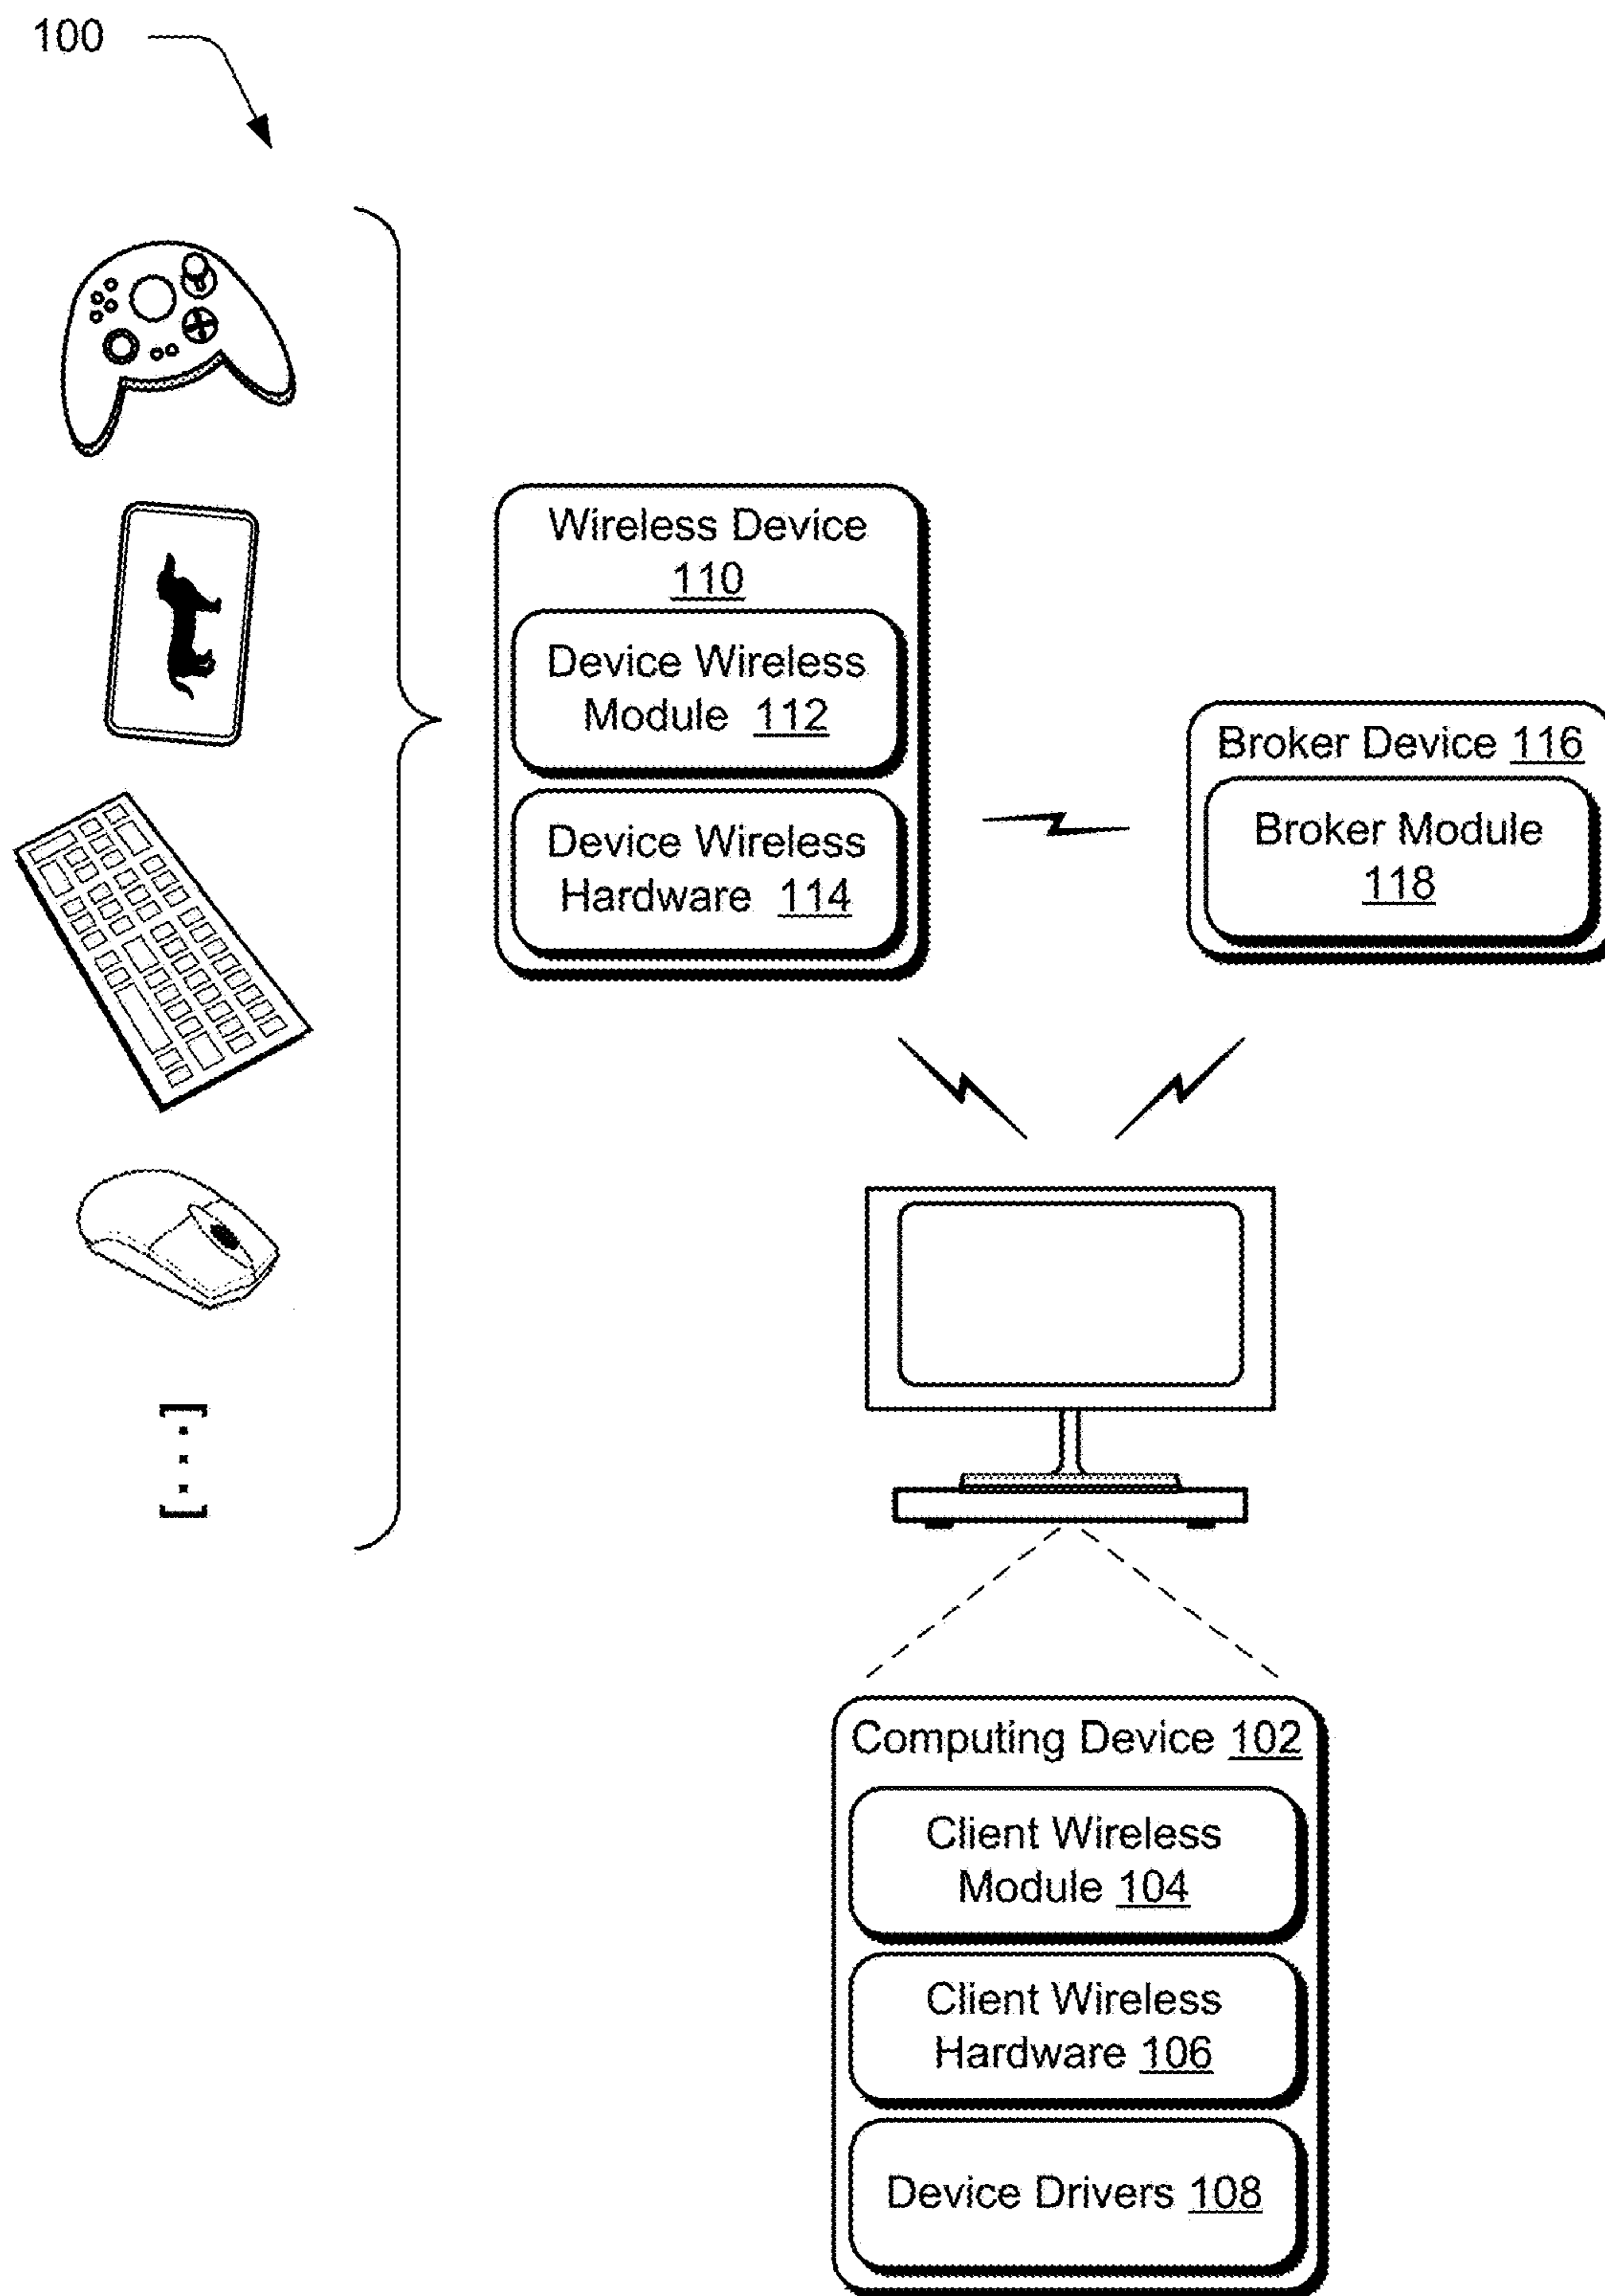 100
Wireless Device
110
Device Wireless
Module 112
Device Wireless
Hardware 114
Broker Device 116
Broker Module
118
Computing Device 102
Client Wireless
Module 104
Client Wireless
Hardware 106
Device Drivers 108